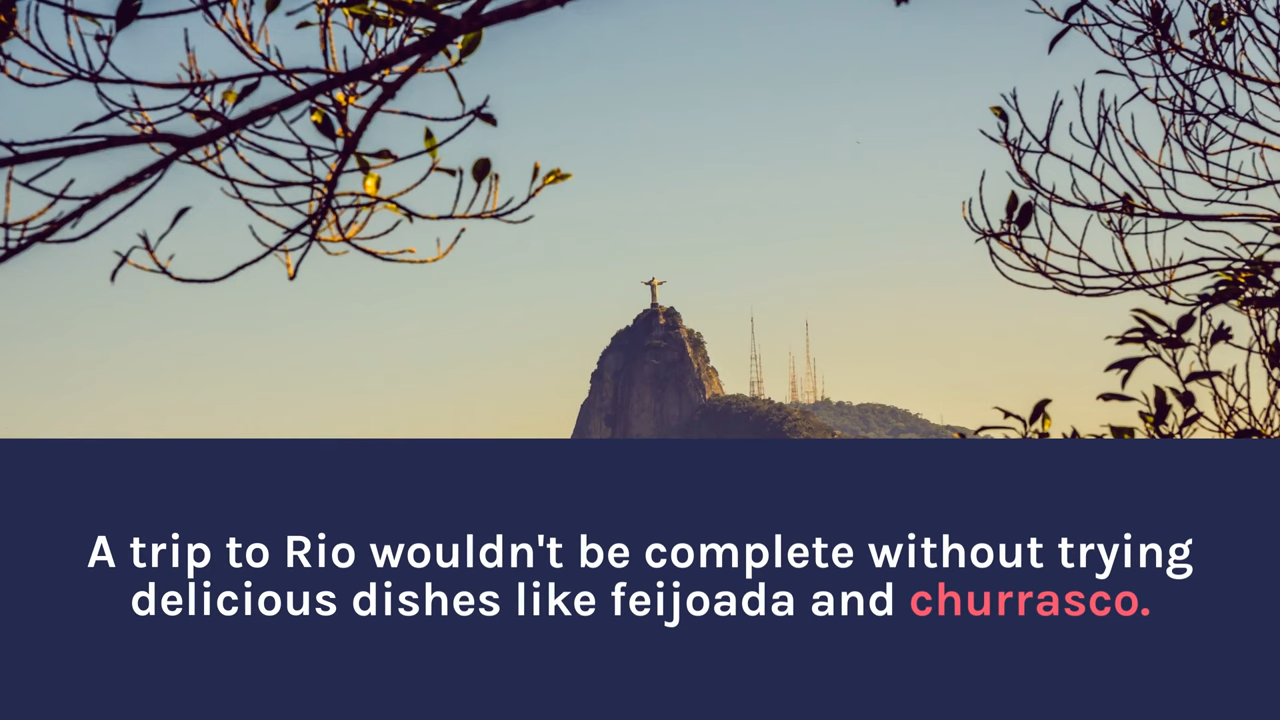 A trip to Rio wouldn't be complete without trying
delicious dishes like feijoada and churrasco.